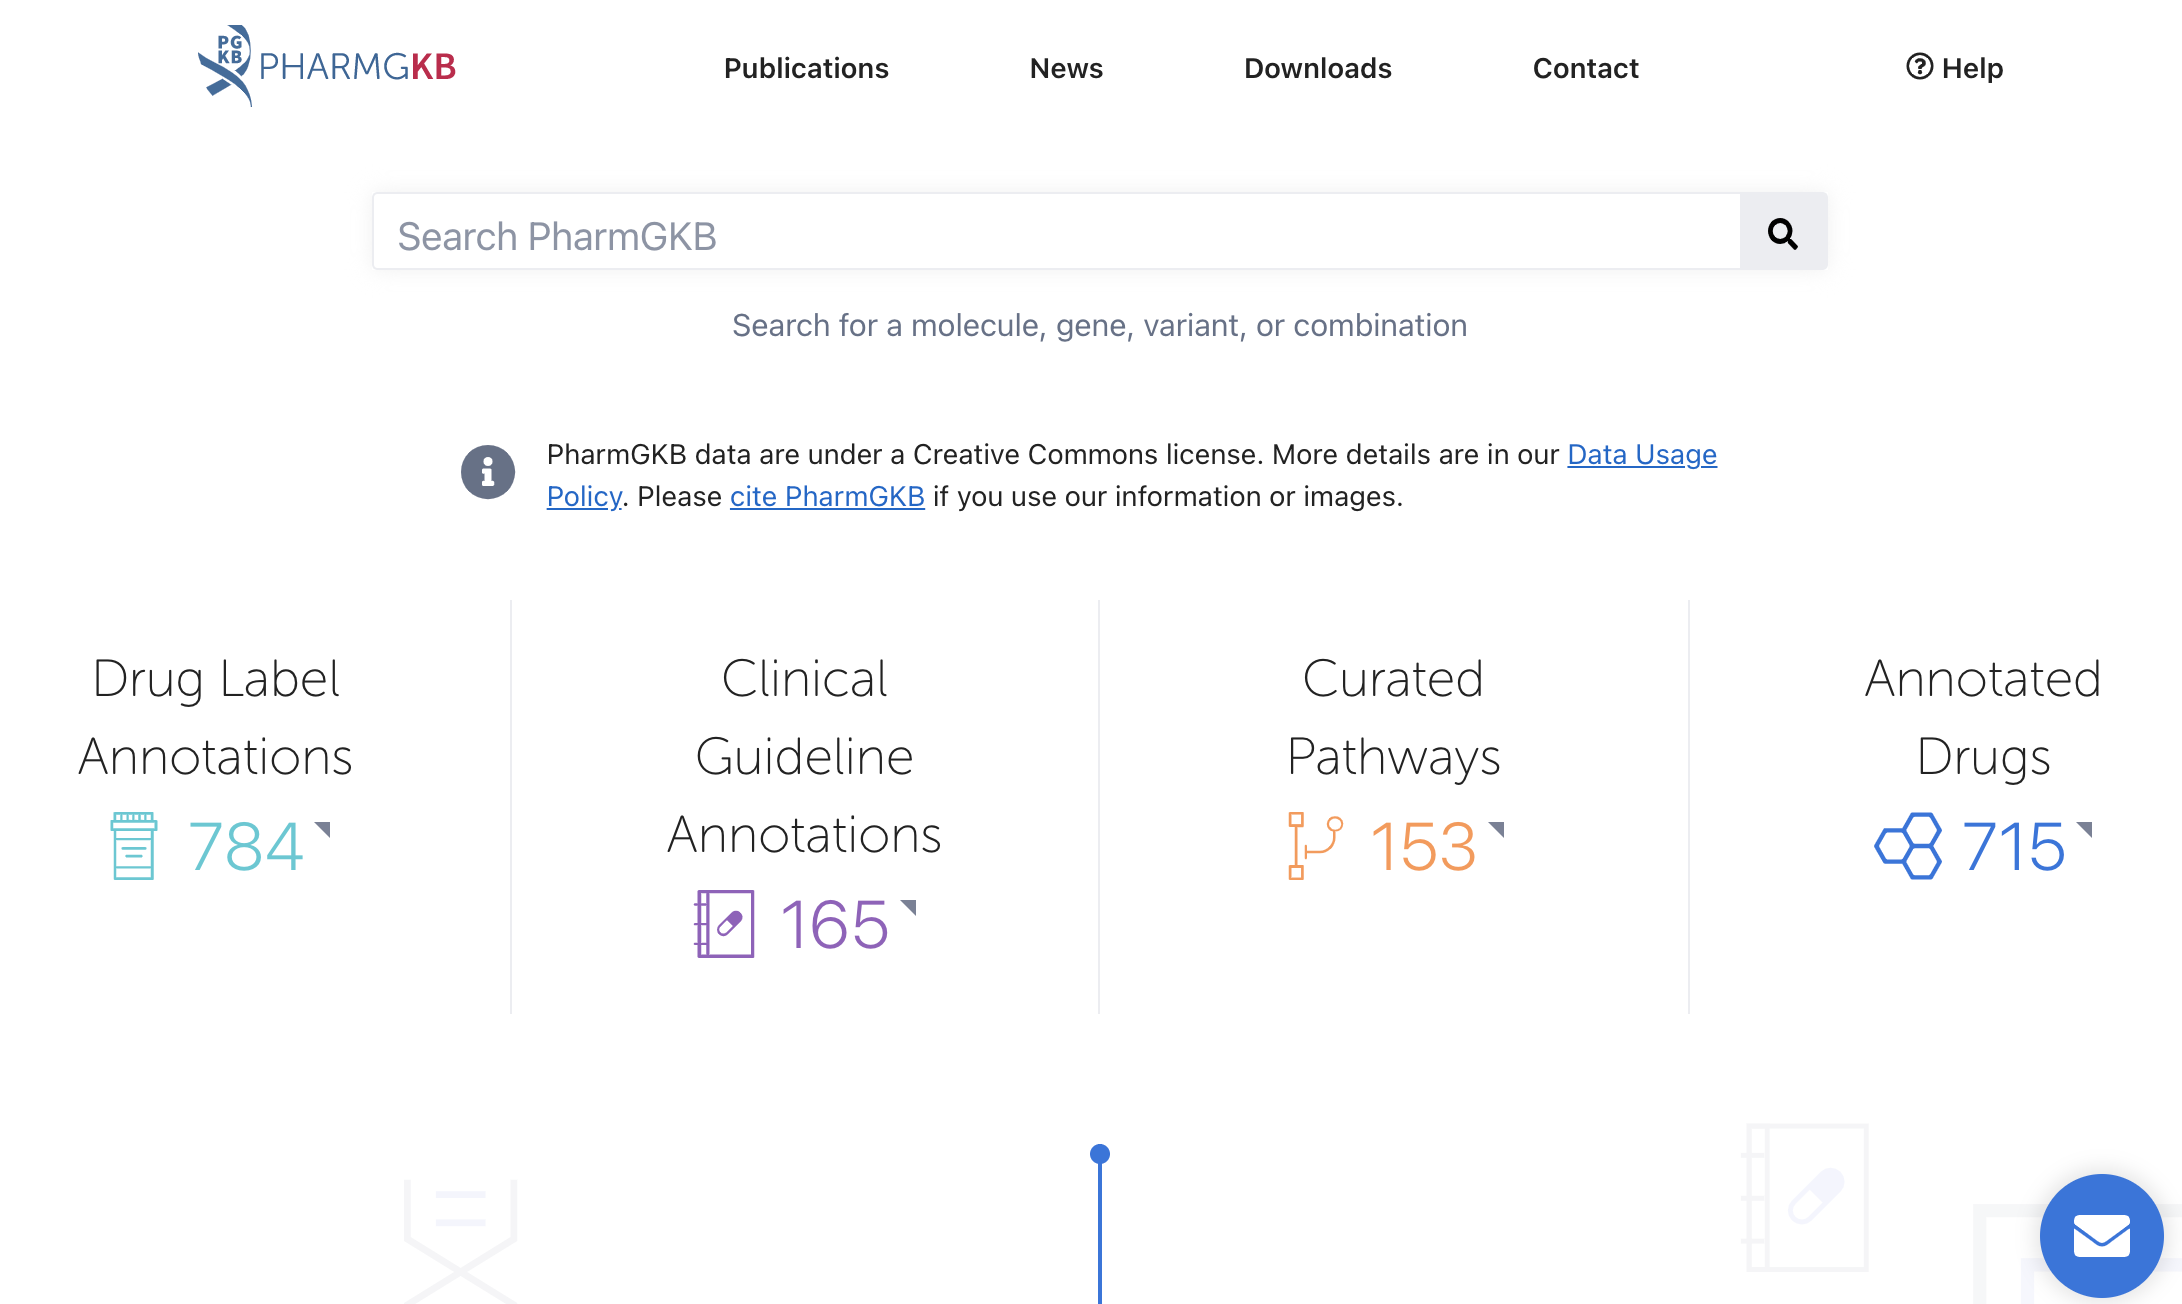 PG
KB
PHARMGKB
Publications
News
Downloads
Contact
Help
Search PharmGKB
Search for a molecule, gene, variant, or combination
PharmGKB data are under a Creative Commons license. More details are in our Data Usage
Policy. Please cite PharmGKB if you use our information or images.
Drug Label
Annotations
784
Clinical
Guideline
Annotations
165
Curated
Pathways
153
Annotated
Drugs
715